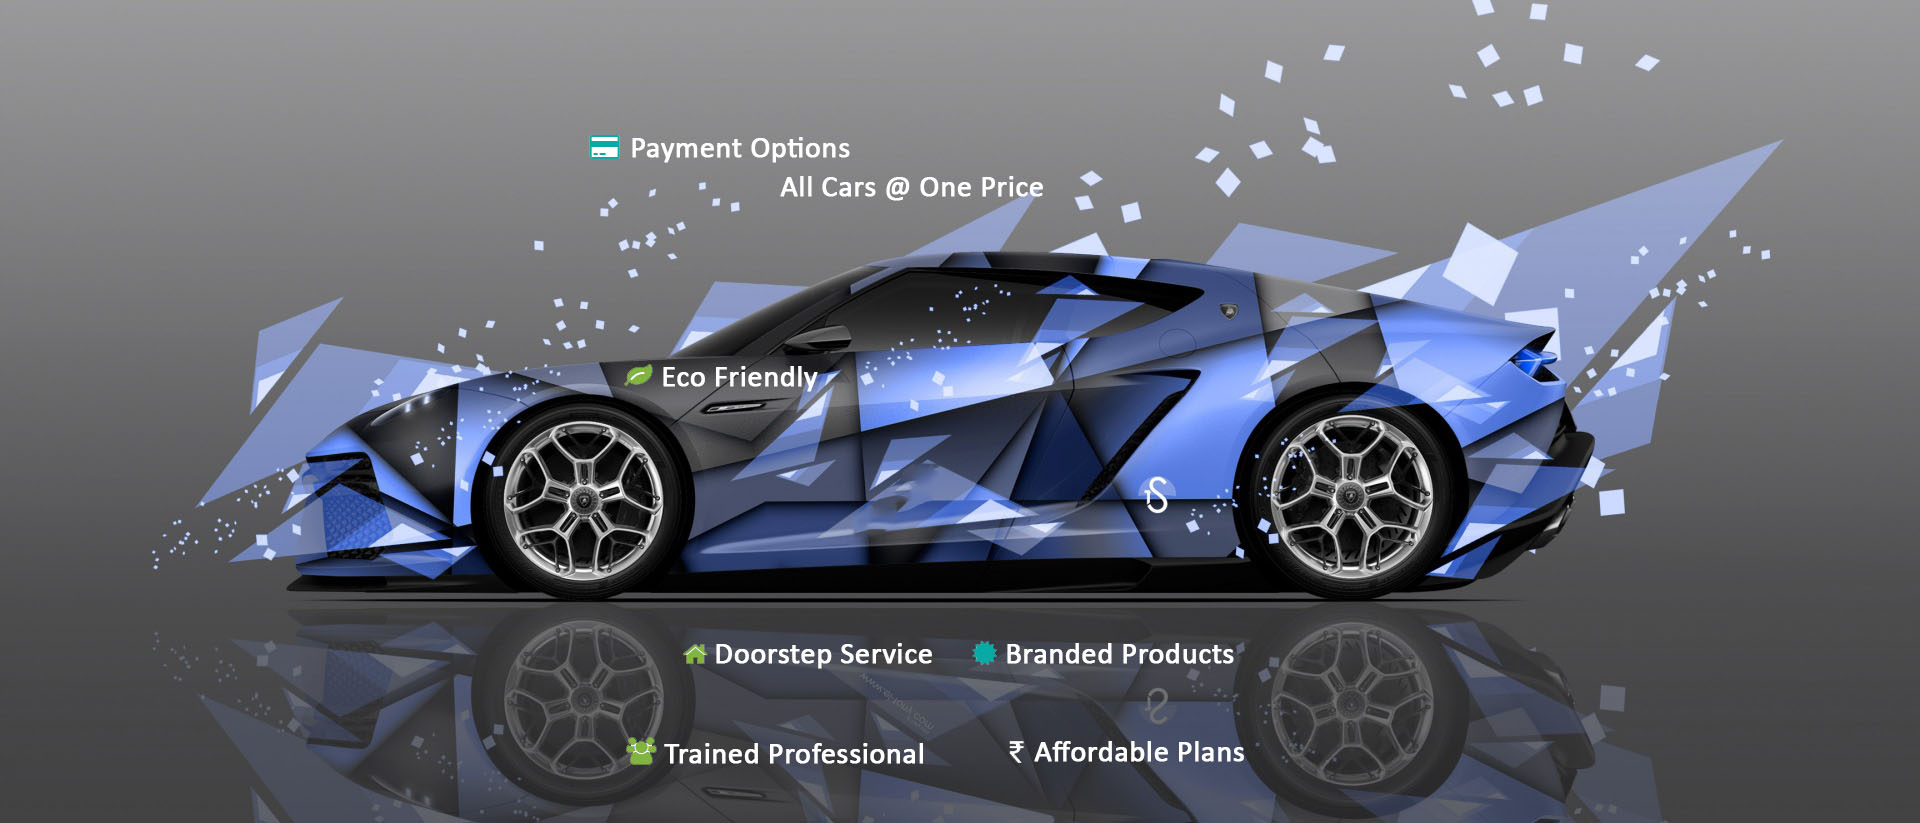 Payment Options
All Cars @ One Price
Eco Friendly
Doorstep Service
Branded Products
Trained Professional
₹ Affordable Plans